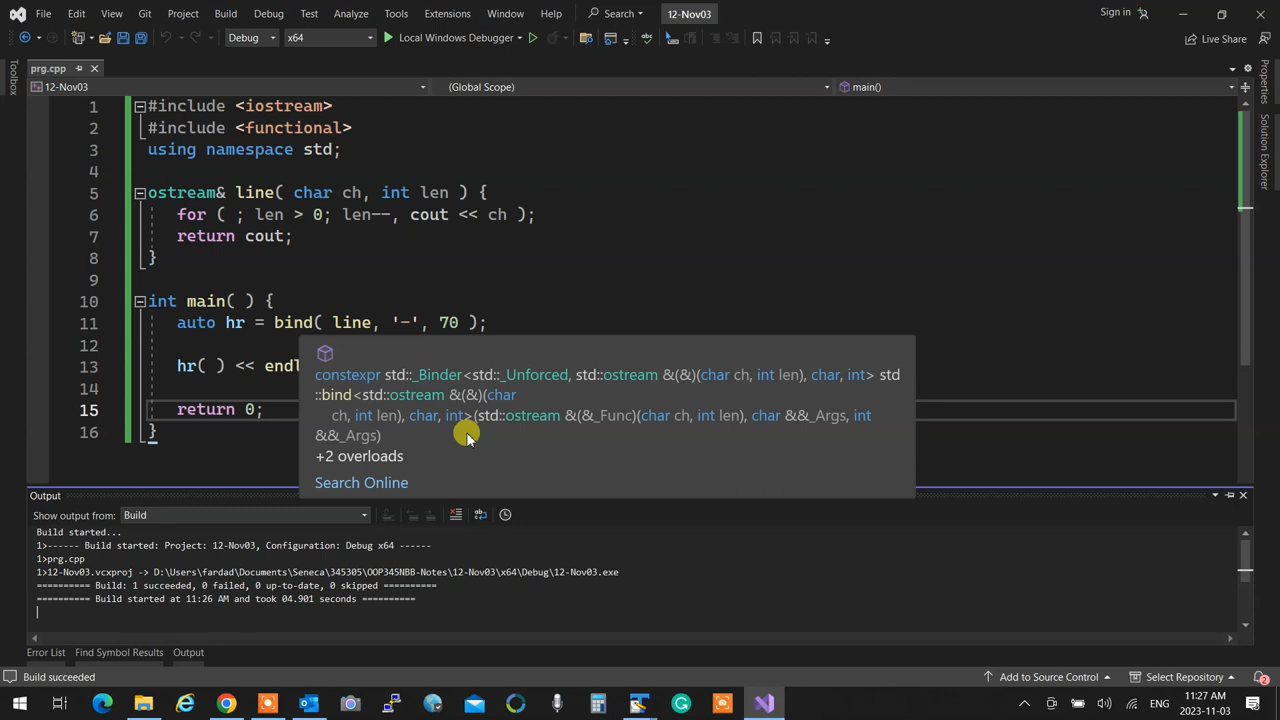 File Edit View Git Project Build Debug Test Analyze Tools Extensions Window Help Search 12-Nov03 Sign in
Debug x64 Local Windows Debugger Live Share
prg.cpp
12-Nov03 (Global Scope) main()
Toolbox
Properties
Solution Explorer
1 #include <iostream>
2 #include <functional>
3 using namespace std;
4
5 ostream& line( char ch, int len ) {
6 for ( ; len > 0; len--, cout << ch );
7 return cout;
8 }
9
10 int main( ) {
11 auto hr = bind( line, '-', 70 );
12
13 hr( ) << endl
14
15 return 0;
16 }
constexpr std::_Binder<std::_Unforced, std::ostream &(&)(char ch, int len), char, int> std
::bind<std::ostream &(&)(char
ch, int len), char, int>(std::ostream &(&_Func)(char ch, int len), char &&_Args, int
&&_Args)
+2 overloads
Search Online
Output
Show output from: Build
Build started...
1>------ Build started: Project: 12-Nov03, Configuration: Debug x64 ------
1>prg.cpp
1>12-Nov03.vcxproj -> D:\Users\fardad\Documents\Seneca\345305\OOP345NBB-Notes\12-Nov03\x64\Debug\12-Nov03.exe
========== Build: 1 succeeded, 0 failed, 0 up-to-date, 0 skipped ==========
========== Build started at 11:26 AM and took 04.901 seconds ==========
Error List Find Symbol Results Output
Build succeeded Add to Source Control Select Repository 2
ENG 11:27 AM
2023-11-03